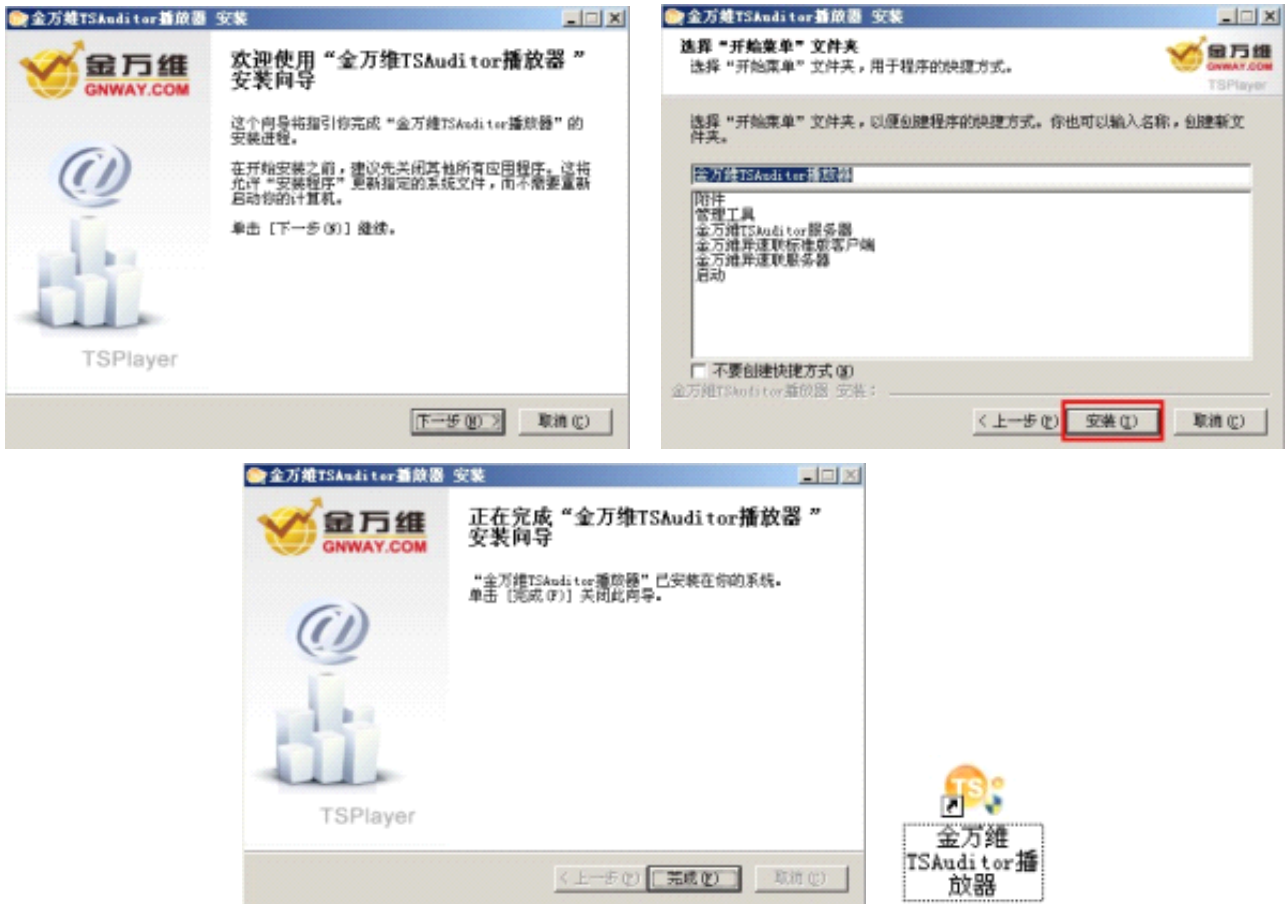 金万维TSAuditor播放器 安装
金万维
GNWAY.COM
欢迎使用“金万维TSAuditor播放器 ”
安装向导
这个向导将指引你完成“金万维TSAuditor播放器”的
安装进程。
在开始安装之前，建议先关闭其他所有应用程序。这将
允许“安装程序”更新指定的系统文件，而不需要重新
启动你的计算机。
单击 [下一步(N)] 继续。
TSPlayer
下一步(N) >
取消(C)
金万维TSAuditor播放器 安装
选择“开始菜单”文件夹
选择“开始菜单”文件夹，用于程序的快捷方式。
金万维
GNWAY.COM
TSPlayer
选择“开始菜单”文件夹，以便创建程序的快捷方式。你也可以输入名称，创建新文
件夹。
金万维TSAuditor播放器
附件
管理工具
金万维TSAuditor服务器
金万维异速联标准版客户端
金万维异速联服务器
启动
不要创建快捷方式(N)
金万维TSAuditor播放器 安装：
< 上一步(P)
安装(I)
取消(C)
金万维TSAuditor播放器 安装
金万维
GNWAY.COM
正在完成“金万维TSAuditor播放器 ”
安装向导
“金万维TSAuditor播放器”已安装在你的系统。
单击 [完成(F)] 关闭此向导。
TSPlayer
< 上一步(P)
完成(F)
取消(C)
TS
金万维
TSAuditor播
放器